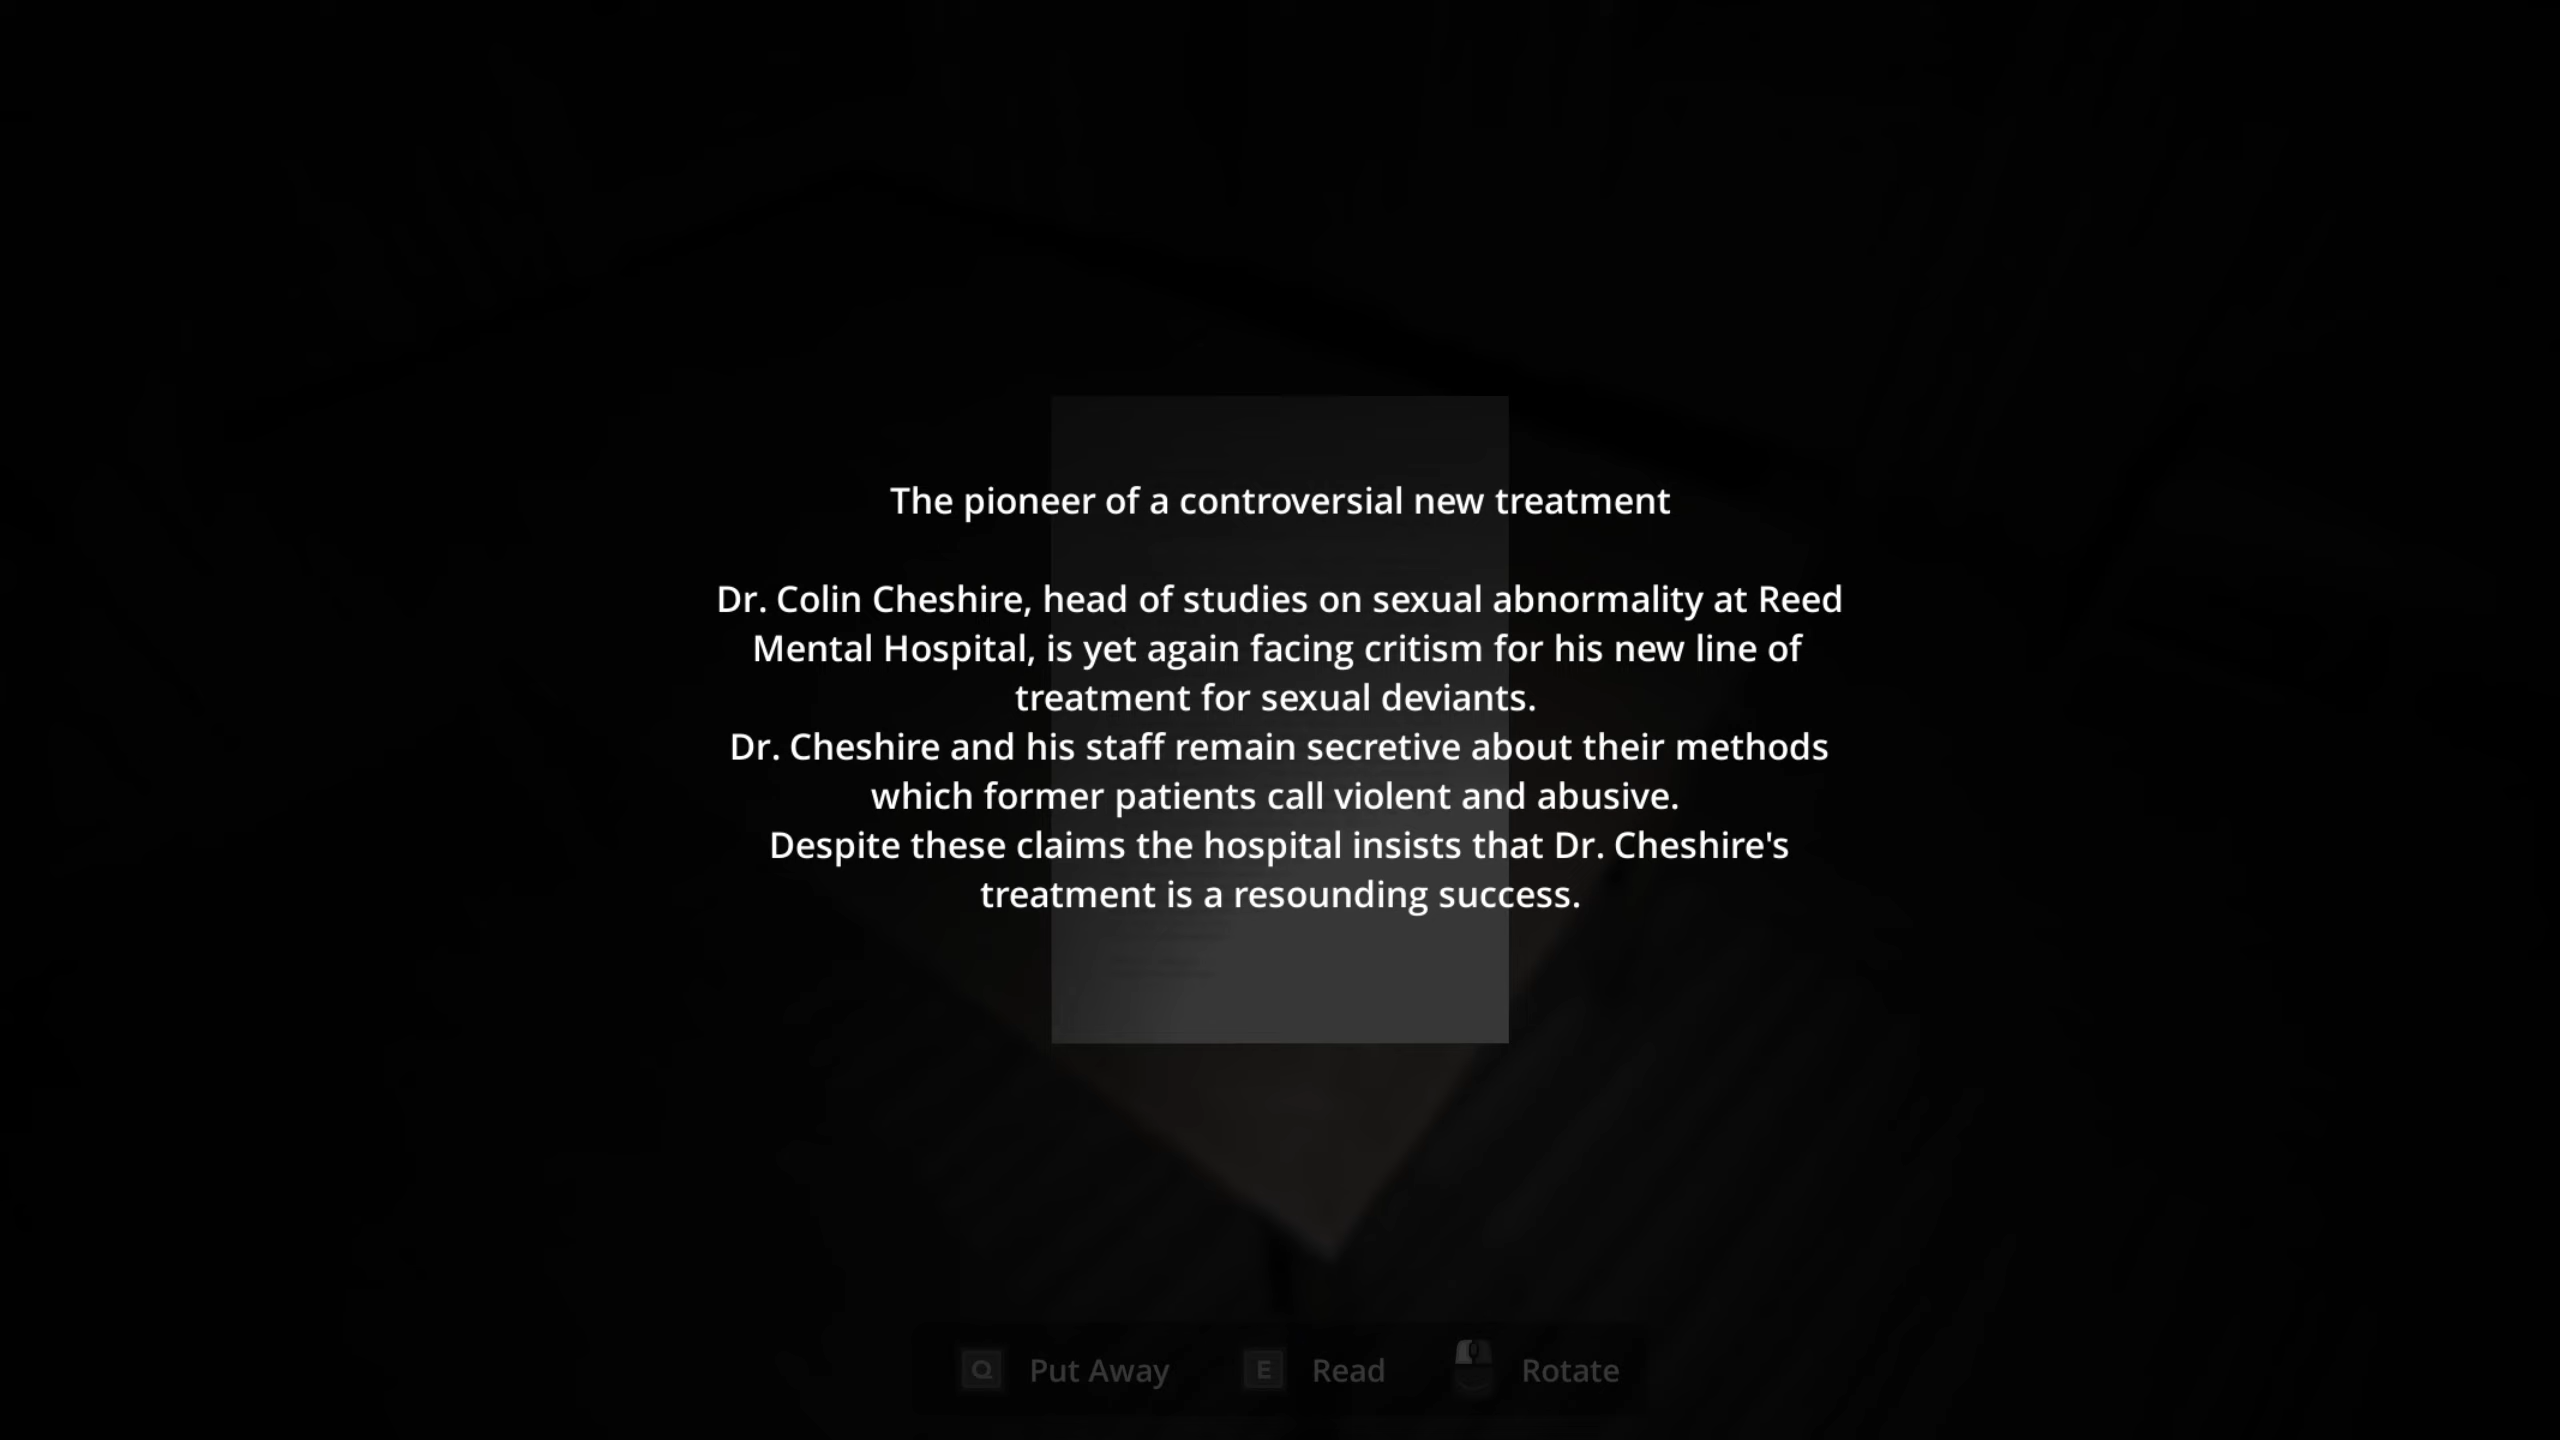 The pioneer of a controversial new treatment
Dr. Colin Cheshire, head of studies on sexual abnormality at Reed
Mental Hospital, is yet again facing critism for his new line of
treatment for sexual deviants.
Dr. Cheshire and his staff remain secretive about their methods
which former patients call violent and abusive.
Despite these claims the hospital insists that Dr. Cheshire's
treatment is a resounding success.
Q Put Away E Read Rotate